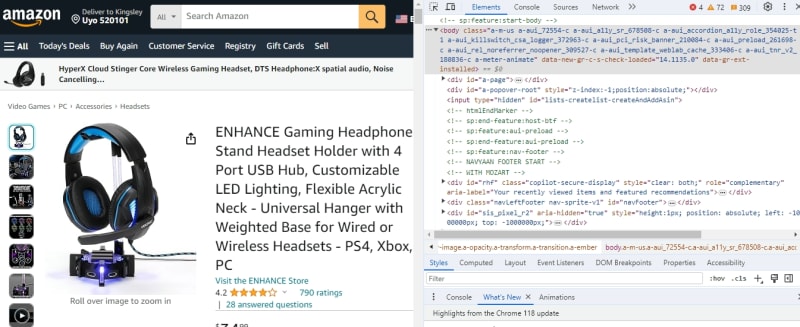 amazon
Deliver to Kingsley
Uyo 520101
All
Search Amazon
All Today's Deals Buy Again Customer Service Registry Gift Cards Sell
HyperX Cloud Stinger Core Wireless Gaming Headset, DTS Headphone:X spatial audio, Noise
Cancelling...
Video Games › PC › Accessories › Headsets
ENHANCE Gaming Headphone
Stand Headset Holder with 4
Port USB Hub, Customizable
LED Lighting, Flexible Acrylic
Neck - Universal Hanger with
Weighted Base for Wired or
Wireless Headsets - PS4, Xbox,
PC
Visit the ENHANCE Store
4.2 790 ratings
| 28 answered questions
Roll over image to zoom in
Elements » 4 22 309
<!-- sp:feature:start-body -->
<body class="a-m-us a-aui_72554-c a-aui_a11y_sr_678508-c a-aui_accordion_a11y_role_354025-t
1 a-aui_killswitch_csa_logger_372963-c a-aui_pci_risk_banner_210084-c a-aui_preload_261698-
c a-aui_rel_noreferrer_noopener_309527-c a-aui_template_weblab_cache_333406-c a-aui_tnr_v2_
180836-c a-meter-animate" data-new-gr-c-s-check-loaded="14.1135.0" data-gr-ext-
installed> == $0
<div id="a-page"> … </div>
<div id="a-popover-root" style="z-index:-1;position:absolute;"></div>
<input type="hidden" id="lists-createlist-createAndAddAsin">
<!-- htmlEndMarker -->
<!-- sp:end-feature:host-btf -->
<!-- sp:feature:aui-preload -->
<!-- sp:end-feature:aui-preload -->
<!-- sp:feature:nav-footer -->
<!-- NAVYAAN FOOTER START -->
<!-- WITH MOZART -->
<div id="rhf" class="copilot-secure-display" style="clear: both;" role="complementary"
aria-label="Your recently viewed items and featured recommendations"> … </div>
<div class="navLeftFooter nav-sprite-v1" id="navFooter"> … </div>
<div id="sis_pixel_r2" aria-hidden="true" style="height:1px; position: absolute; left: -10
00000px; top: -1000000px;"> … </div>
-image.a-opacity.a-transform.a-transition.a-ember body.a-m-us.a-aui_72554-c.a-aui_a11y_sr_678508-c.a-aui_acc
Styles Computed Layout Event Listeners DOM Breakpoints Properties Accessibility
Filter :hov .cls
Console What's New Animations
Highlights from the Chrome 118 update